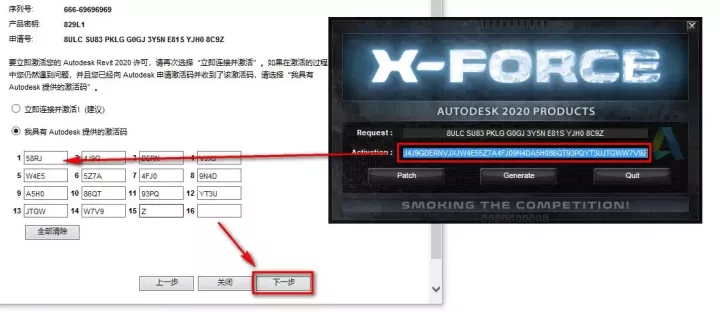 序列号: 666-69696969
产品密钥: 829L1
申请号: 8ULC SU83 PKLG G0GJ 3Y5N E81S YJH0 8C9Z
要立即激活您的 Autodesk Revit 2020 许可,请再次选择“立即连接并激活”。如果在激活的过程
中您仍然遇到问题,并且您已经向 Autodesk 申请激活码并收到了该激活码,请选择“我具有
Autodesk 提供的激活码”。
立即连接并激活! (建议)
我具有 Autodesk 提供的激活码
1 58RJ
5 W4E5 6 5Z7A 7 4FJ0 8 9N4D
9 A5H0 10 86QT 11 93PQ 12 YT3U
13 JTGW 14 W7V9 15 Z 16
全部清除
上一步 关闭 下一步
X-FORCE
AUTODESK 2020 PRODUCTS
Request : 8ULC SU83 PKLG G0GJ 3Y5N E81S YJH0 8C9Z
Activation :
Patch Generate Quit
SMOKING THE COMPETITION!